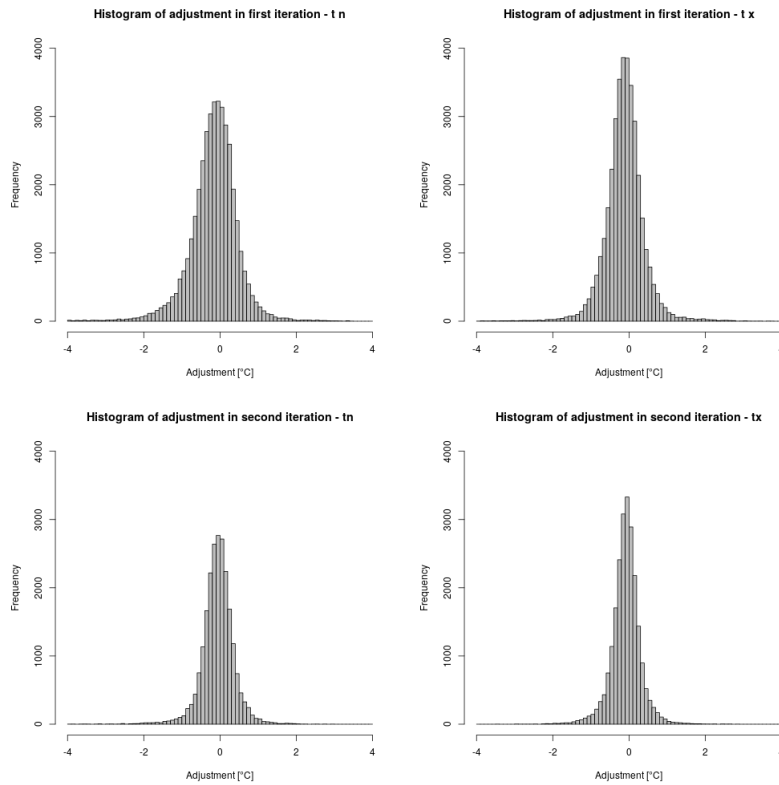 Histogram of adjustment in first iteration - t n
Frequency
4000
3000
2000
1000
0
-4 -2 0 2 4
Adjustment [°C]
Histogram of adjustment in first iteration - t x
Frequency
4000
3000
2000
1000
0
-4 -2 0 2
Adjustment [°C]
Histogram of adjustment in second iteration - tn
Frequency
4000
3000
2000
1000
0
-4 -2 0 2 4
Adjustment [°C]
Histogram of adjustment in second iteration - tx
Frequency
4000
3000
2000
1000
0
-4 -2 0 2
Adjustment [°C]